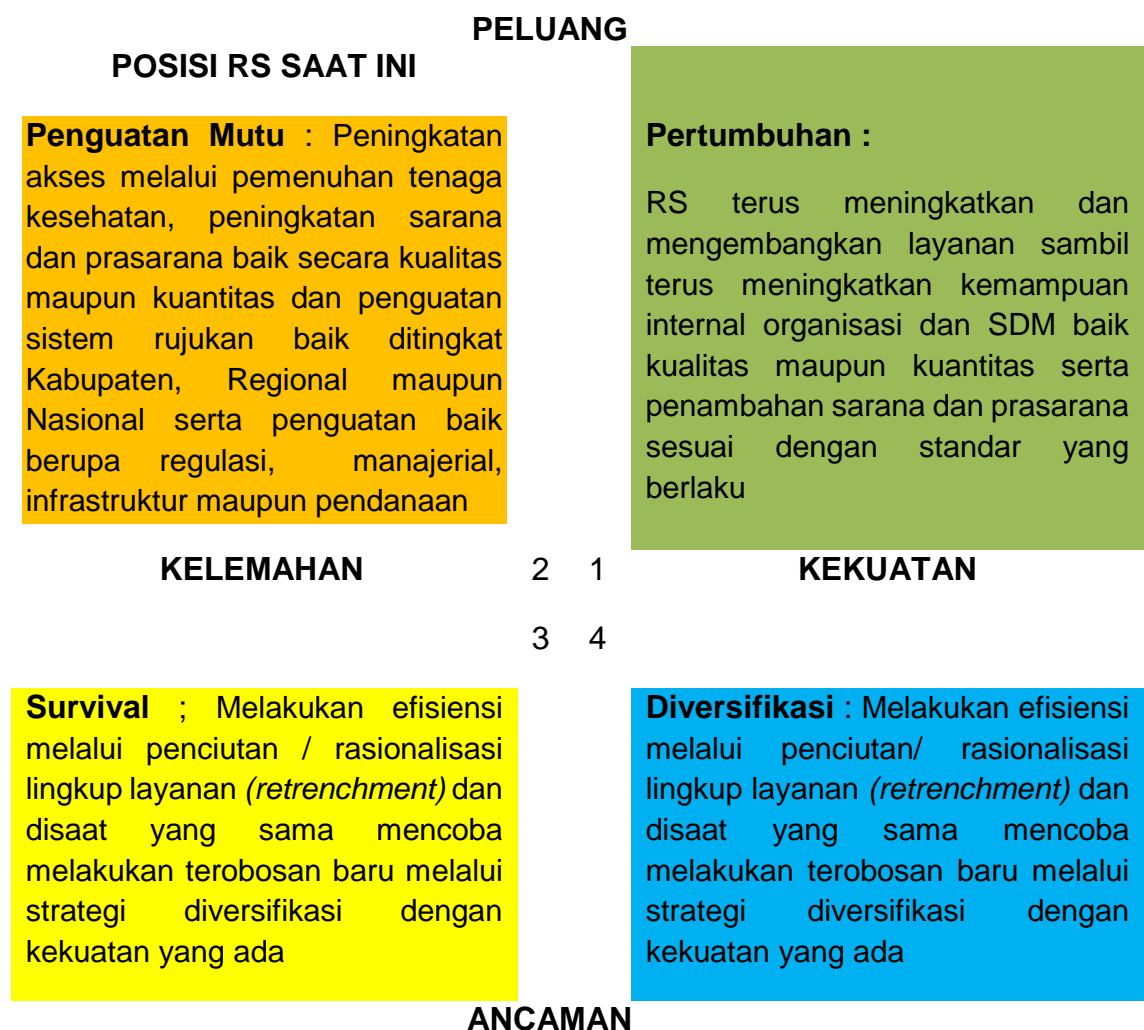 PELUANG
POSISI RS SAAT INI
Penguatan Mutu : Peningkatan
akses melalui pemenuhan tenaga
kesehatan, peningkatan sarana
dan prasarana baik secara kualitas
maupun kuantitas dan penguatan
sistem rujukan baik ditingkat
Kabupaten, Regional maupun
Nasional serta penguatan baik
berupa regulasi, manajerial,
infrastruktur maupun pendanaan
Pertumbuhan :
RS terus meningkatkan dan
mengembangkan layanan sambil
terus meningkatkan kemampuan
internal organisasi dan SDM baik
kualitas maupun kuantitas serta
penambahan sarana dan prasarana
sesuai dengan standar yang
berlaku
KELEMAHAN 2 1 KEKUATAN
3 4
Survival ; Melakukan efisiensi
melalui penciutan / rasionalisasi
lingkup layanan (retrenchment) dan
disaat yang sama mencoba
melakukan terobosan baru melalui
strategi diversifikasi dengan
kekuatan yang ada
Diversifikasi : Melakukan efisiensi
melalui penciutan/ rasionalisasi
lingkup layanan (retrenchment) dan
disaat yang sama mencoba
melakukan terobosan baru melalui
strategi diversifikasi dengan
kekuatan yang ada
ANCAMAN